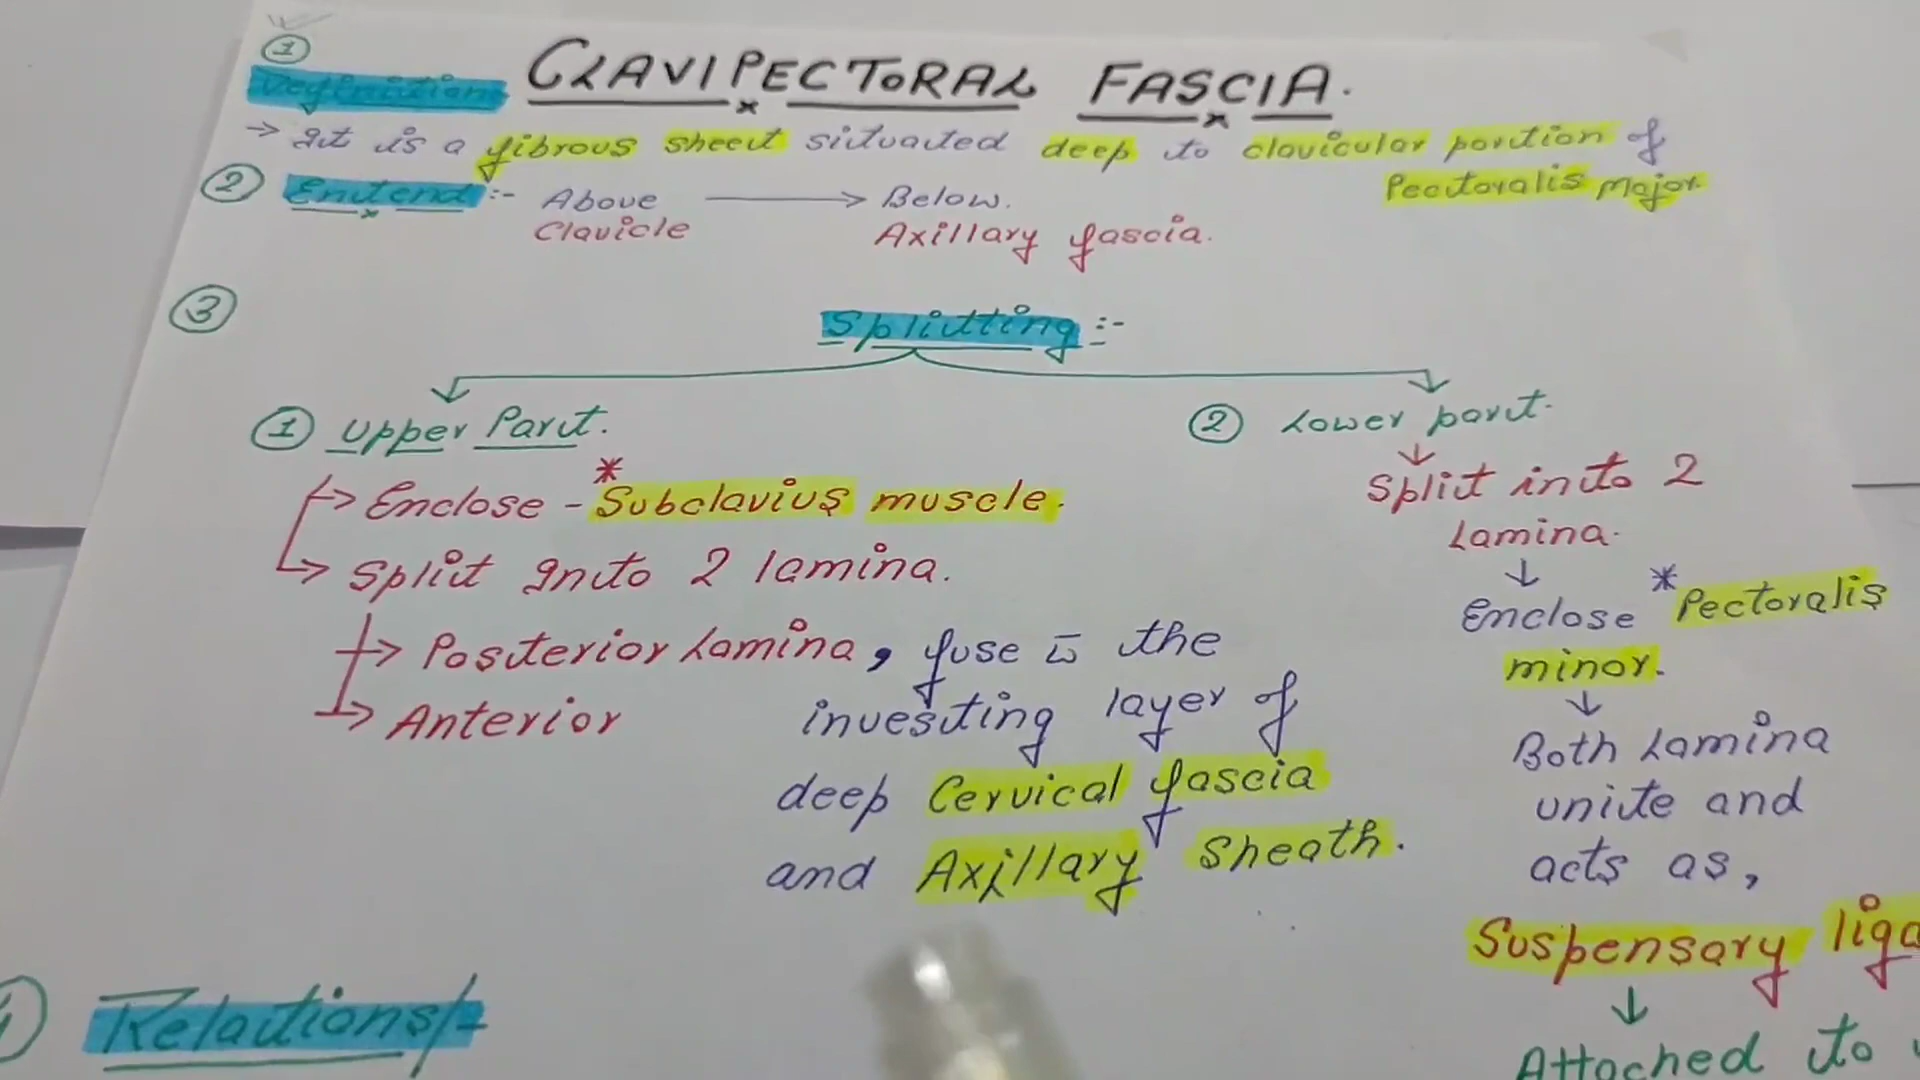 ①
CLAVIPECTORAL FASCIA.
Definition
→ It is a fibrous sheet situated deep to clavicular portion of
Pectoralis Major.
② Extend :- Above → Below.
Clavicle Axillary fascia.
③ Splitting :-
① Upper Part.
→ Enclose - *Subclavius muscle.
→ Split Into 2 lamina.
→ Posterior Lamina, fuse c̄ the
investing layer of
deep Cervical fascia
and Axillary Sheath.
→ Anterior
② Lower part.
↓
Split into 2
Lamina.
↓
Enclose *Pectoralis
minor.
↓
Both Lamina
unite and
acts as,
Suspensory liga
↓
Attached to
Relations/-